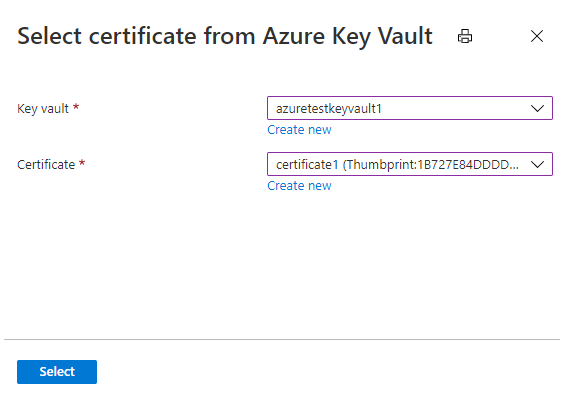 Select certificate from Azure Key Vault
Key vault * azuretestkeyvault1
Create new
Certificate * certificate1 (Thumbprint:1B727E84DDDD...
Create new
Select